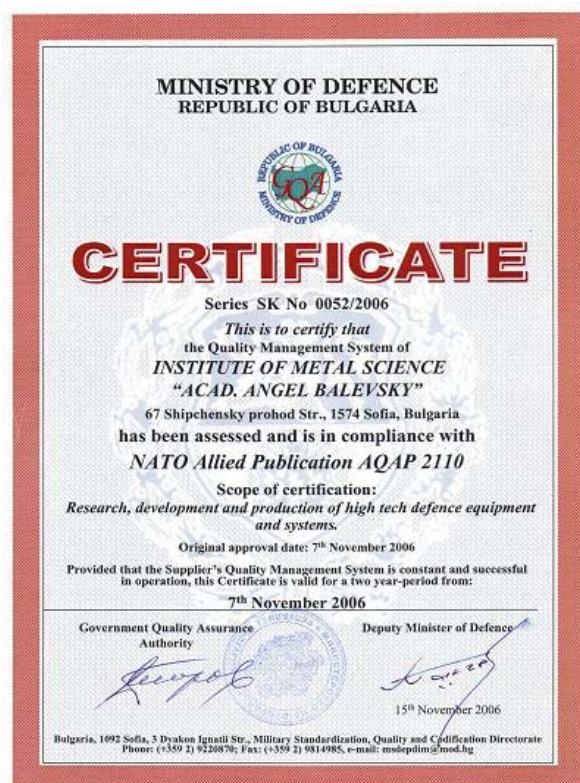 MINISTRY OF DEFENCE
REPUBLIC OF BULGARIA
REPUBLIC OF BULGARIA
GQA
MINISTRY OF DEFENCE
CERTIFICATE
Series SK No 0052/2006
This is to certify that
the Quality Management System of
INSTITUTE OF METAL SCIENCE
“ACAD. ANGEL BALEVSKY”
67 Shipchensky prohod Str., 1574 Sofia, Bulgaria
has been assessed and is in compliance with
NATO Allied Publication AQAP 2110
Scope of certification:
Research, development and production of high tech defence equipment
and systems.
Original approval date: 7th November 2006
Provided that the Supplier's Quality Management System is constant and successful
in operation, this Certificate is valid for a two year-period from:
7th November 2006
Government Quality Assurance
Authority
Deputy Minister of Defence
15th November 2006
Bulgaria, 1092 Sofia, 3 Dyakon Ignatii Str., Military Standardization, Quality and Codification Directorate
Phone: (+359 2) 9220870; Fax: (+359 2) 9814985, e-mail: msdepdim@mod.bg